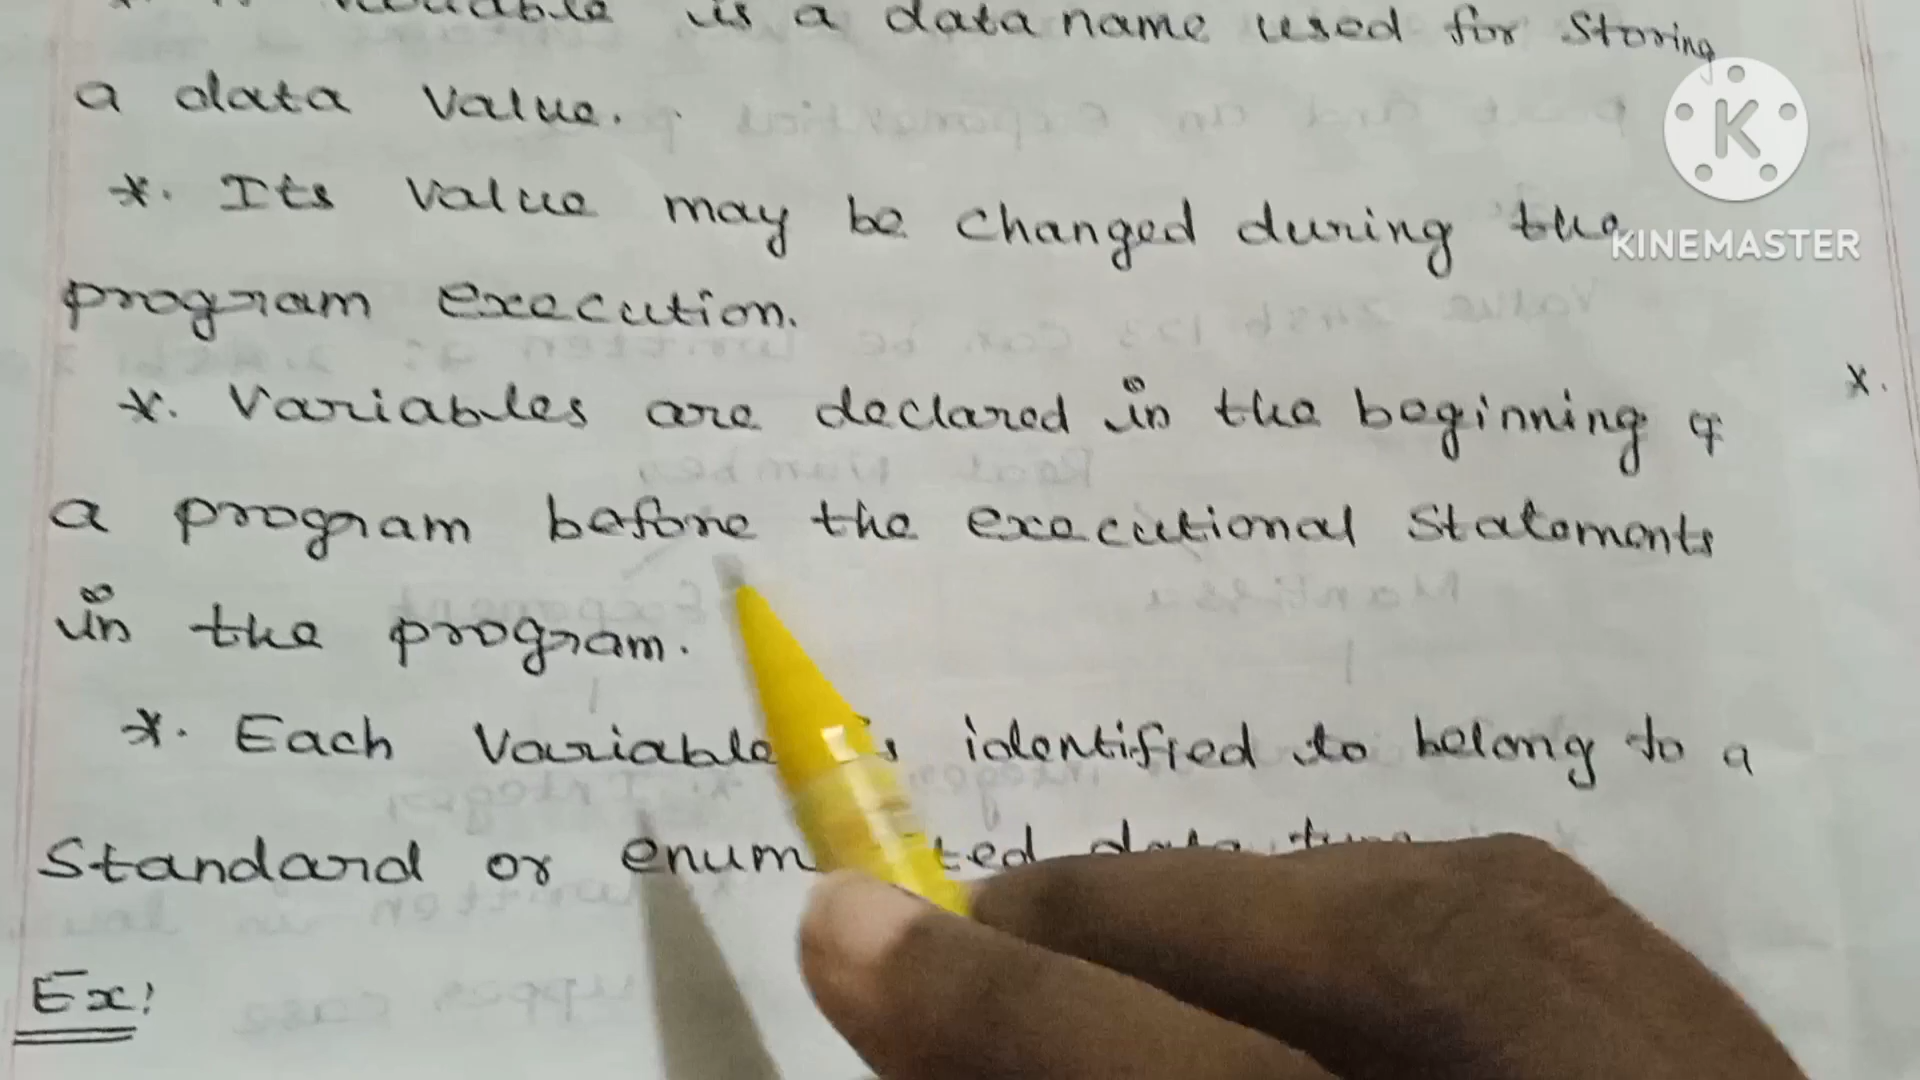 is a data name used for storing
a data value.
*. Its value may be changed during the
program execution.
*. Variables are declared in the beginning of
a program before the executional statements
in the program.
*. Each variable is identified to belong to a
Standard or data
Ex:
*.
K
KINEMASTER